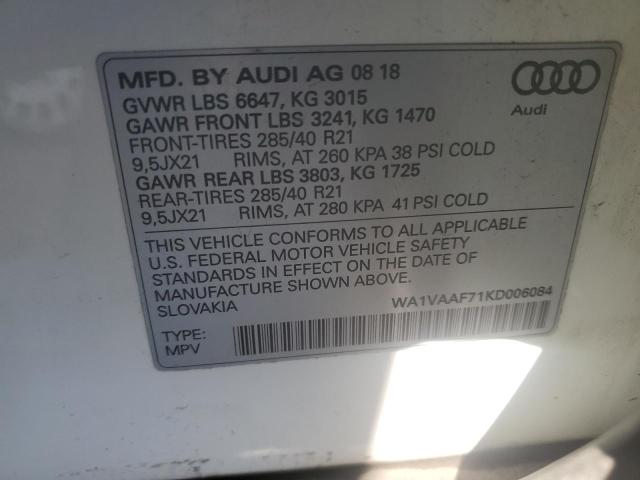 MFD. BY AUDI AG 08 18
GVWR LBS 6647, KG 3015
GAWR FRONT LBS 3241, KG 1470
FRONT-TIRES 285/40 R21
9,5JX21 RIMS, AT 260 KPA 38 PSI COLD
GAWR REAR LBS 3803, KG 1725
REAR-TIRES 285/40 R21
9,5JX21 RIMS, AT 280 KPA 41 PSI COLD
Audi
THIS VEHICLE CONFORMS TO ALL APPLICABLE
U.S. FEDERAL MOTOR VEHICLE SAFETY
STANDARDS IN EFFECT ON THE DATE OF
MANUFACTURE SHOWN ABOVE.
SLOVAKIA
WA1VAAF71KD006084
TYPE:
MPV